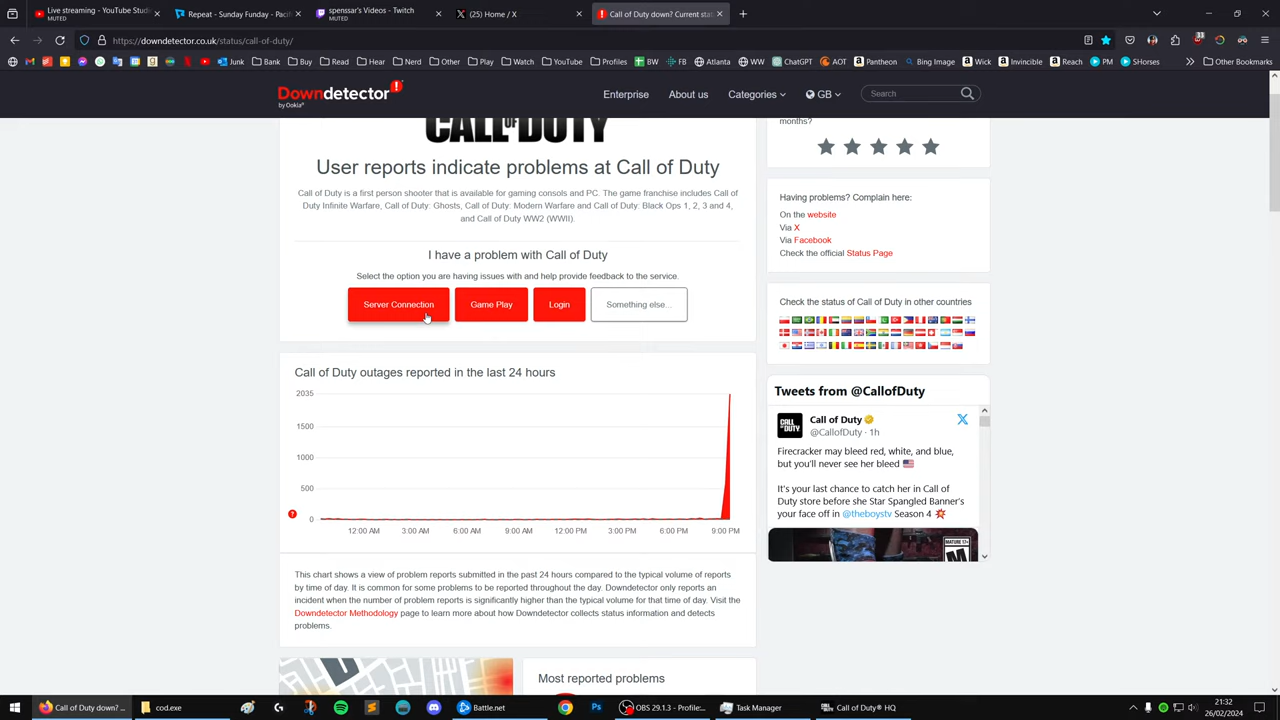 Live streaming - YouTube Studi
MUTED
Repeat - Sunday Funday - Pacif
spenssar's Videos - Twitch
MUTED
(25) Home / X
Call of Duty down? Current stat
https://downdetector.co.uk/status/call-of-duty/
Junk Bank Buy Read Hear Nerd Other Play Watch YouTube Profiles BW FB Atlanta WW ChatGPT AOT Pantheon Bing Image Wick Invincible Reach PM SHorses Other Bookmarks
Downdetector
by Ookla
Enterprise About us Categories GB Search
CALL OF DUTY
User reports indicate problems at Call of Duty
Call of Duty is a first person shooter that is available for gaming consols and PC. The game franchise includes Call of
Duty Infinite Warfare, Call of Duty: Ghosts, Call of Duty: Modern Warfare and Call of Duty: Black Ops 1, 2, 3 and 4,
and Call of Duty WW2 (WWII).
I have a problem with Call of Duty
Select the option you are having issues with and help provide feedback to the service.
Server Connection Game Play Login Something else...
Call of Duty outages reported in the last 24 hours
2035
1500
1000
500
0
12:00 AM 3:00 AM 6:00 AM 9:00 AM 12:00 PM 3:00 PM 6:00 PM 9:00 PM
This chart shows a view of problem reports submitted in the past 24 hours compared to the typical volume of reports
by time of day. It is common for some problems to be reported throughout the day. Downdetector only reports an
incident when the number of problem reports is significantly higher than the typical volume for that time of day. Visit the
Downdetector Methodology page to learn more about how Downdetector collects status information and detects
problems.
Most reported problems
months?
Having problems? Complain here:
On the website
Via X
Via Facebook
Check the official Status Page
Check the status of Call of Duty in other countries
Tweets from @CallofDuty
CALL OF DUTY
Call of Duty
@CallofDuty · 1h
Firecracker may bleed red, white, and blue,
but you'll never see her bleed
It's your last chance to catch her in Call of
Duty store before she Star Spangled Banner's
your face off in @theboystv Season 4
MATURE 17+
M
Call of Duty down? ... cod.exe Battle.net OBS 29.1.3 - Profile:... Task Manager Call of Duty® HQ
21:32
26/02/2024